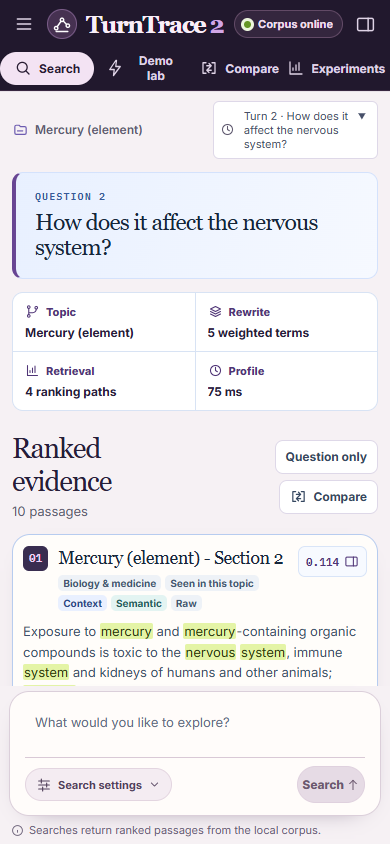 TurnTrace 2
Corpus online
Search
Demo
lab
Compare
Experiments
Mercury (element)
Turn 2 · How does it
affect the nervous
system?
QUESTION 2
How does it affect the nervous
system?
Topic
Mercury (element)
Rewrite
5 weighted terms
Retrieval
4 ranking paths
Profile
75 ms
Ranked
evidence
10 passages
Question only
Compare
01
Mercury (element) - Section 2
0.114
Biology & medicine
Seen in this topic
Context
Semantic
Raw
Exposure to mercury and mercury-containing organic
compounds is toxic to the nervous system, immune
system and kidneys of humans and other animals;
What would you like to explore?
Search settings
Search ↑
Searches return ranked passages from the local corpus.